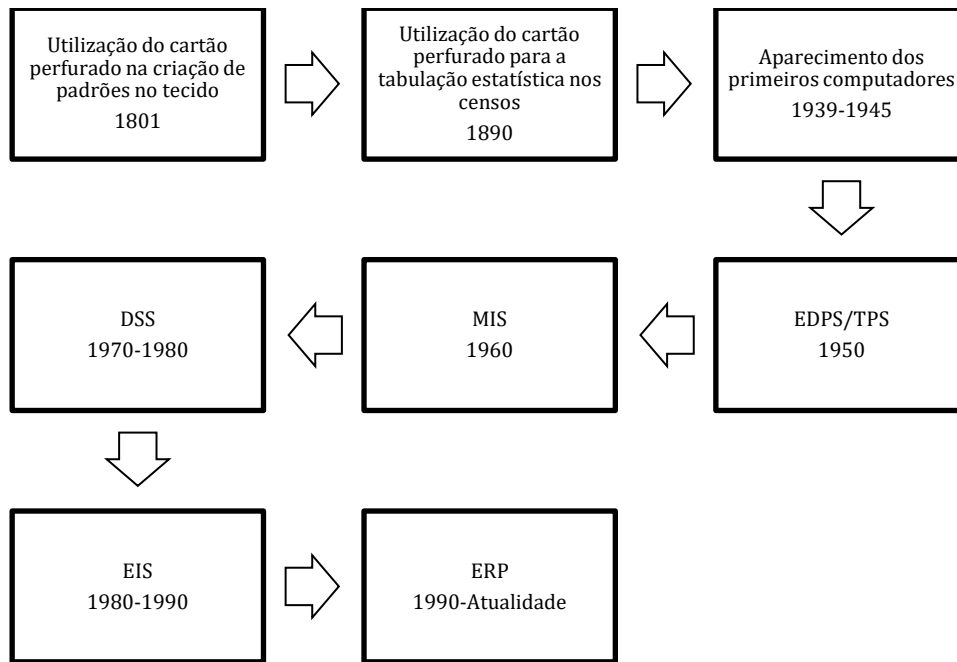 Utilização do cartão
perfurado na criação de
padrões no tecido
1801
Utilização do cartão
perfurado para a
tabulação estatística nos
censos
1890
Aparecimento dos
primeiros computadores
1939-1945
EDPS/TPS
1950
MIS
1960
DSS
1970-1980
EIS
1980-1990
ERP
1990-Atualidade